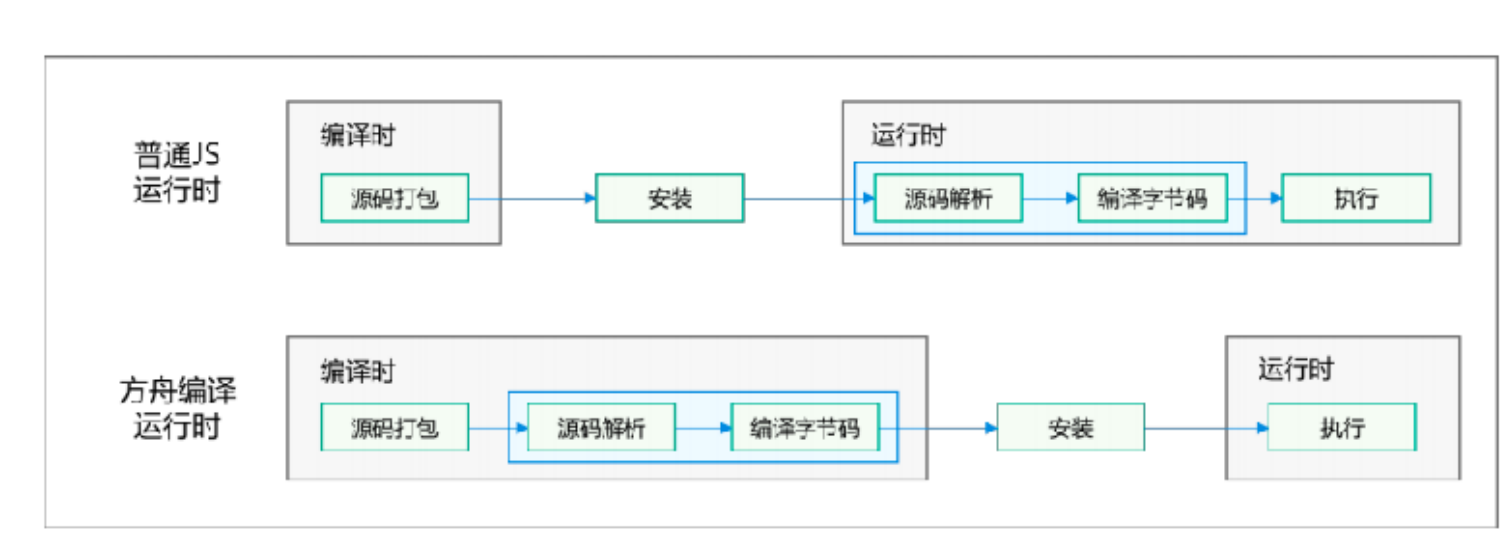 普通JS
运行时
编译时
源码打包
安装
运行时
源码解析
编译字节码
执行
方舟编译
运行时
编译时
源码打包
源码解析
编译字节码
安装
运行时
执行